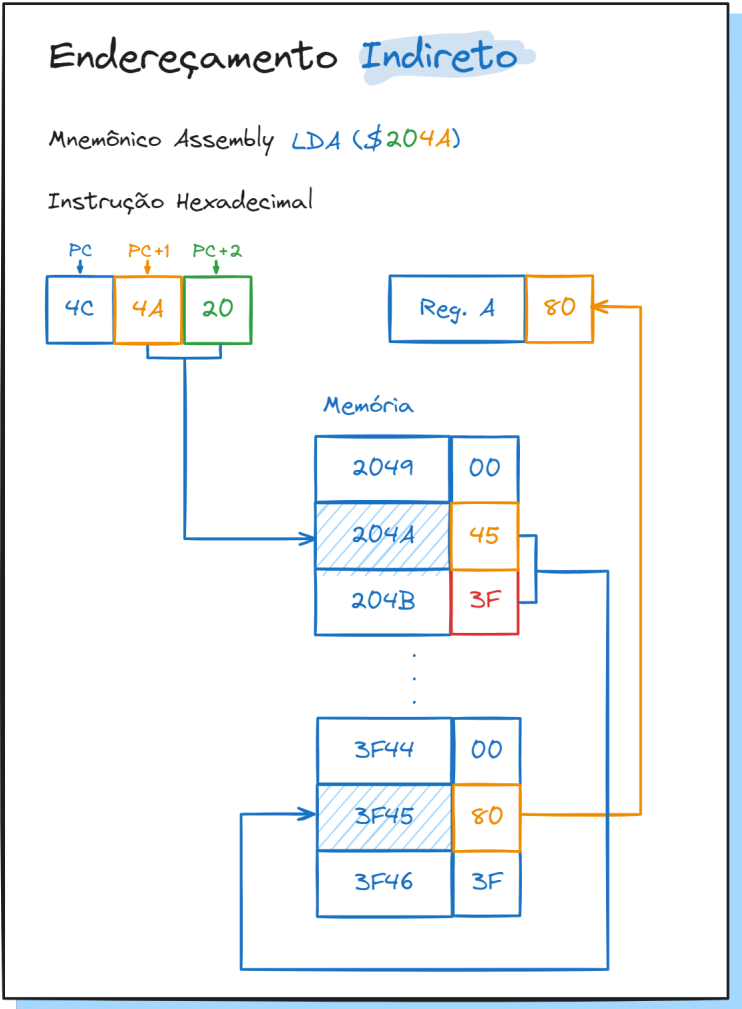 Endereçamento Indireto
Mnemônico Assembly LDA ($204A)
Instrução Hexadecimal
PC PC+1 PC+2
4C 4A 20
Reg. A 80
Memória
2049 00
204A 45
204B 3F
3F44 00
3F45 80
3F46 3F